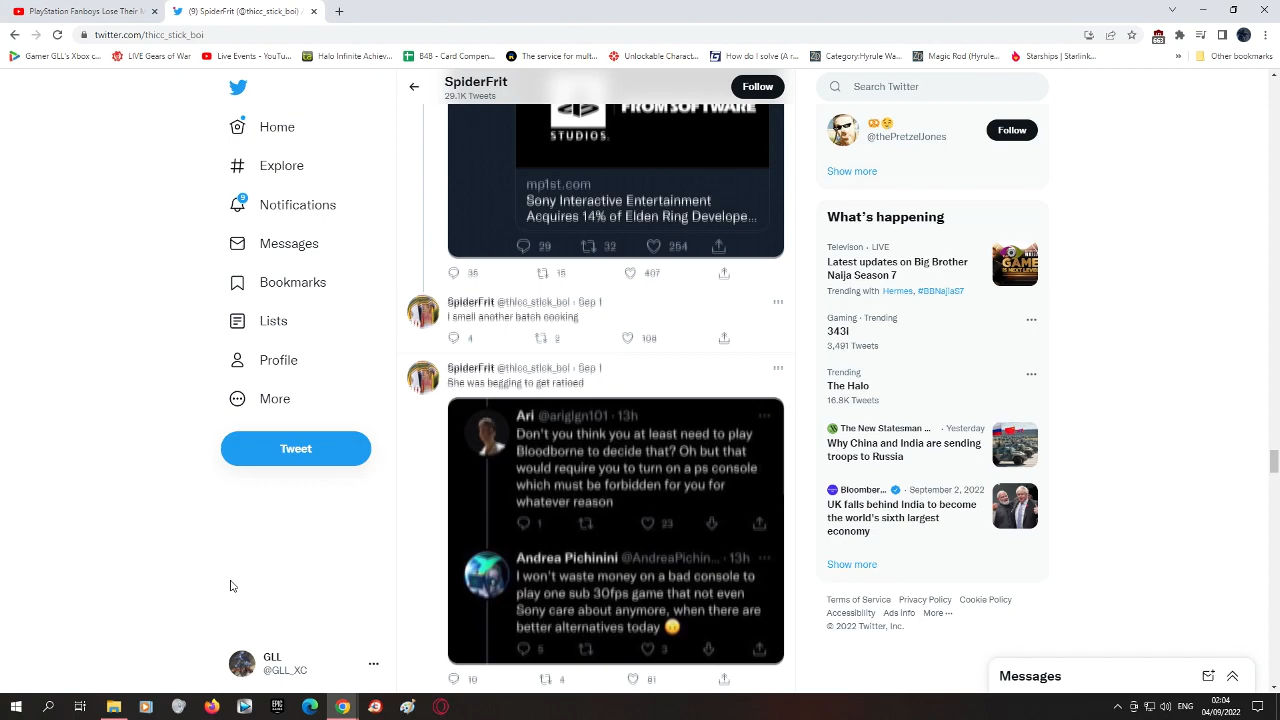 PlayStation Fanboys Lose Their M
(9) SpiderFrit (@thicc_stick_boi) /
twitter.com/thicc_stick_boi
Gamer GLL's Xbox c...
LIVE Gears of War
Live Events - YouTu...
Halo Infinite Achiev...
B4B - Card Compen...
The service for mult...
Unlockable Charact...
How do I solve (A r...
Category:Hyrule Wa...
Magic Rod (Hyrule...
Starships | Starlink...
»
Other bookmarks
SpiderFrit
29.1K Tweets
Follow
Search Twitter
Home
Explore
9
Notifications
Messages
Bookmarks
Lists
Profile
More
Tweet
GLL
@GLL_XC
STUDIOS.
FROMSOFTWARE
mp1st.com
Sony Interactive Entertainment
Acquires 14% of Elden Ring Develope...
29 32 254
35 15 407
SpiderFrit @thicc_stick_boi · Sep 1
I smell another batch cooking
4 2 108
SpiderFrit @thicc_stick_boi · Sep 1
She was begging to get ratioed
Ari @ariglgn101 · 13h
Don't you think you at least need to play
Bloodborne to decide that? Oh but that
would require you to turn on a ps console
which must be forbidden for you for
whatever reason
1 23
Andrea Pichinini @AndreaPichin... · 13h
I won't waste money on a bad console to
play one sub 30fps game that not even
Sony care about anymore, when there are
better alternatives today
5 3
10 4 81
@thePretzelJones
Follow
Show more
What's happening
Televison · LIVE
Latest updates on Big Brother
Naija Season 7
Trending with Hermes, #BBNaijaS7
Gaming · Trending
343i
3,491 Tweets
Trending
The Halo
16.8K Tweets
The New Statesman ... · Yesterday
Why China and India are sending
troops to Russia
Bloomber... · September 2, 2022
UK falls behind India to become
the world's sixth largest
economy
Show more
Terms of Service Privacy Policy Cookie Policy
Accessibility Ads info More ···
© 2022 Twitter, Inc.
Messages
ENG
02:04
04/09/2022